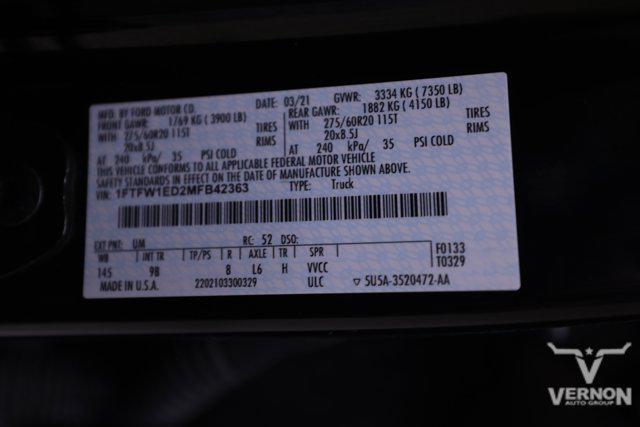 MFD. BY FORD MOTOR CO. DATE: 03/21 GVWR: 3334 KG ( 7350 LB)
FRONT GAWR: 1769 KG ( 3900 LB) REAR GAWR: 1882 KG ( 4150 LB)
WITH 275/60R20 115T TIRES WITH 275/60R20 115T TIRES
20x8.5J RIMS 20x8.5J RIMS
AT 240 kPa/ 35 PSI COLD AT 240 kPa/ 35 PSI COLD
THIS VEHICLE CONFORMS TO ALL APPLICABLE FEDERAL MOTOR VEHICLE
SAFETY STANDARDS IN EFFECT ON THE DATE OF MANUFACTURE SHOWN ABOVE.
VIN: 1FTFW1ED2MFB42363 TYPE: Truck
EXT PNT: UM RC: 52 DSO: F0133
WB INT TR TP/PS R AXLE TR SPR T0329
145 9B 8 L6 H VVCC
MADE IN U.S.A. 2202103300329 ULC ▽ 5U5A-3520472-AA
VERNON
AUTO GROUP